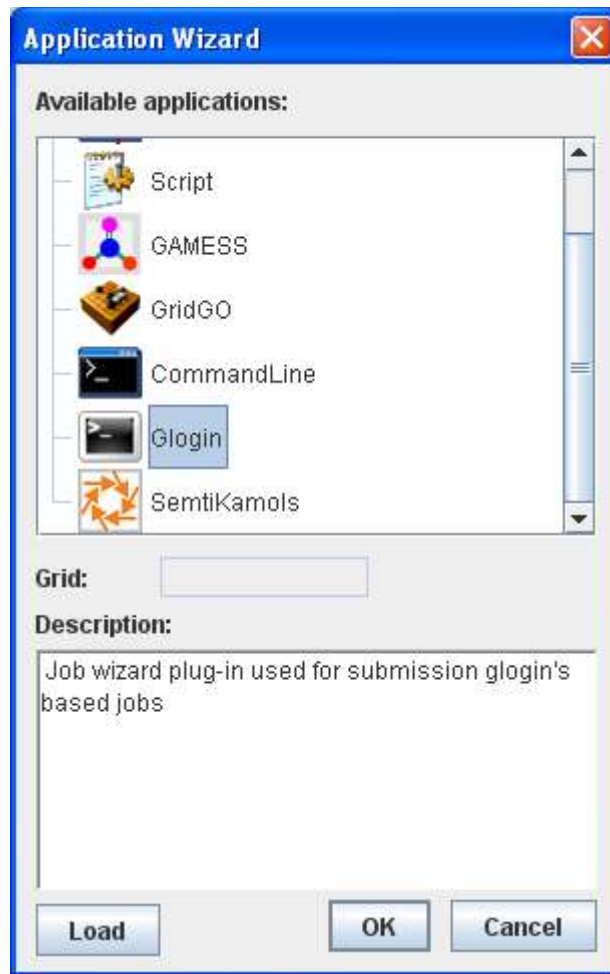 Application Wizard
Available applications:
Script
GAMESS
GridGO
CommandLine
Glogin
SemtiKamols
Grid:
Description:
Job wizard plug-in used for submission glogin's
based jobs
Load
OK
Cancel